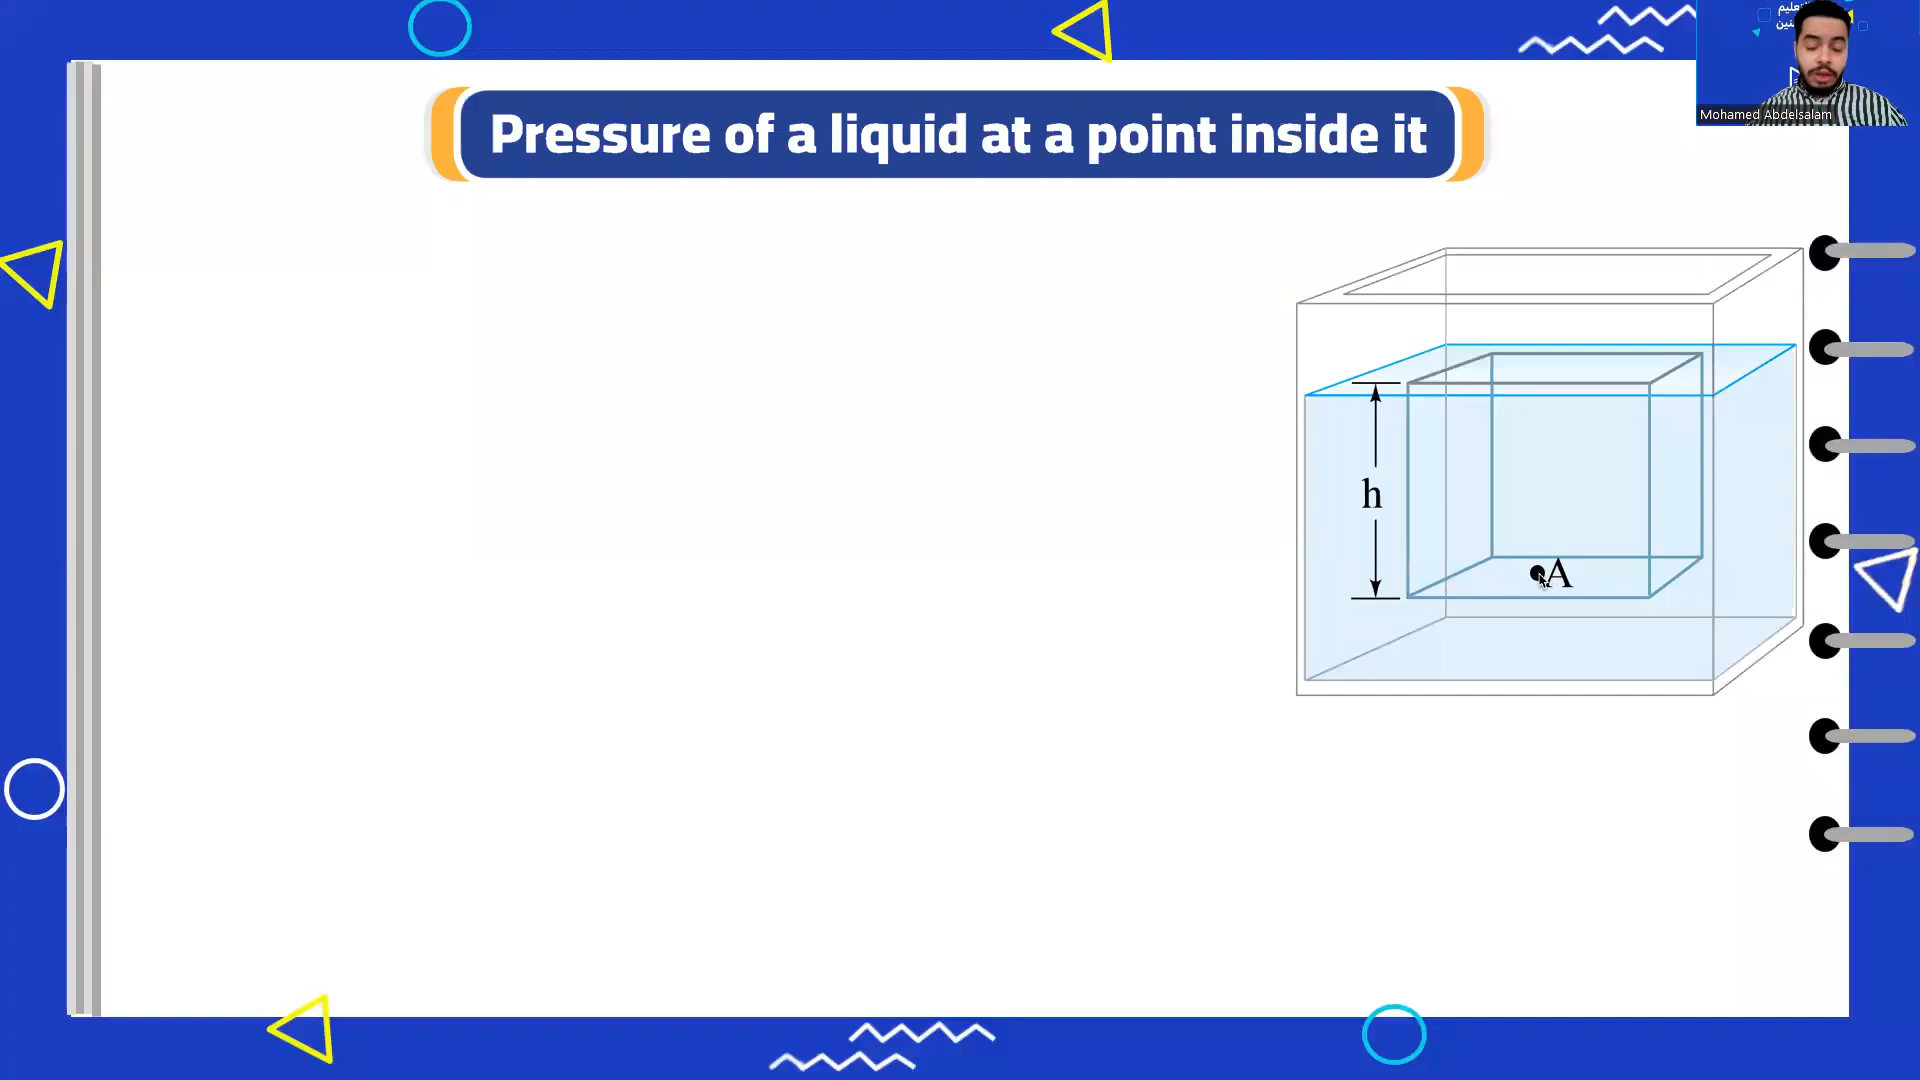 Pressure of a liquid at a point inside it
Mohamed Abdelsalam
h
A